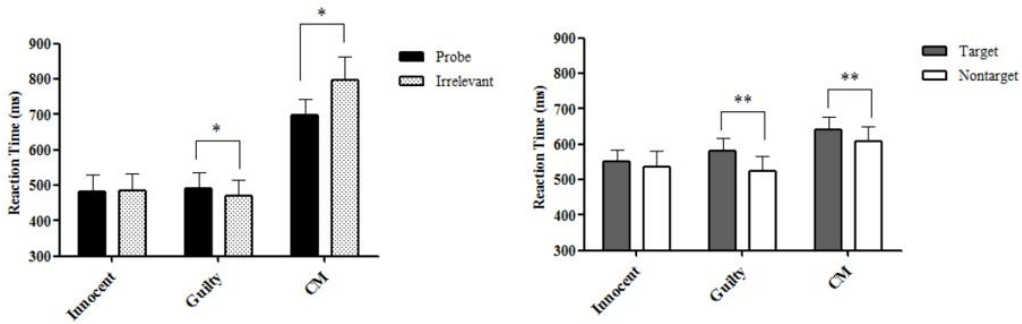 *
900
800
700
600
500
400
300
Reaction Time (ms)
*
Probe
Irrelevant
Innocent
Guilty
CM
900
800
700
600
500
400
300
Reaction Time (ms)
**
**
Target
Nontarget
Innocent
Guilty
CM